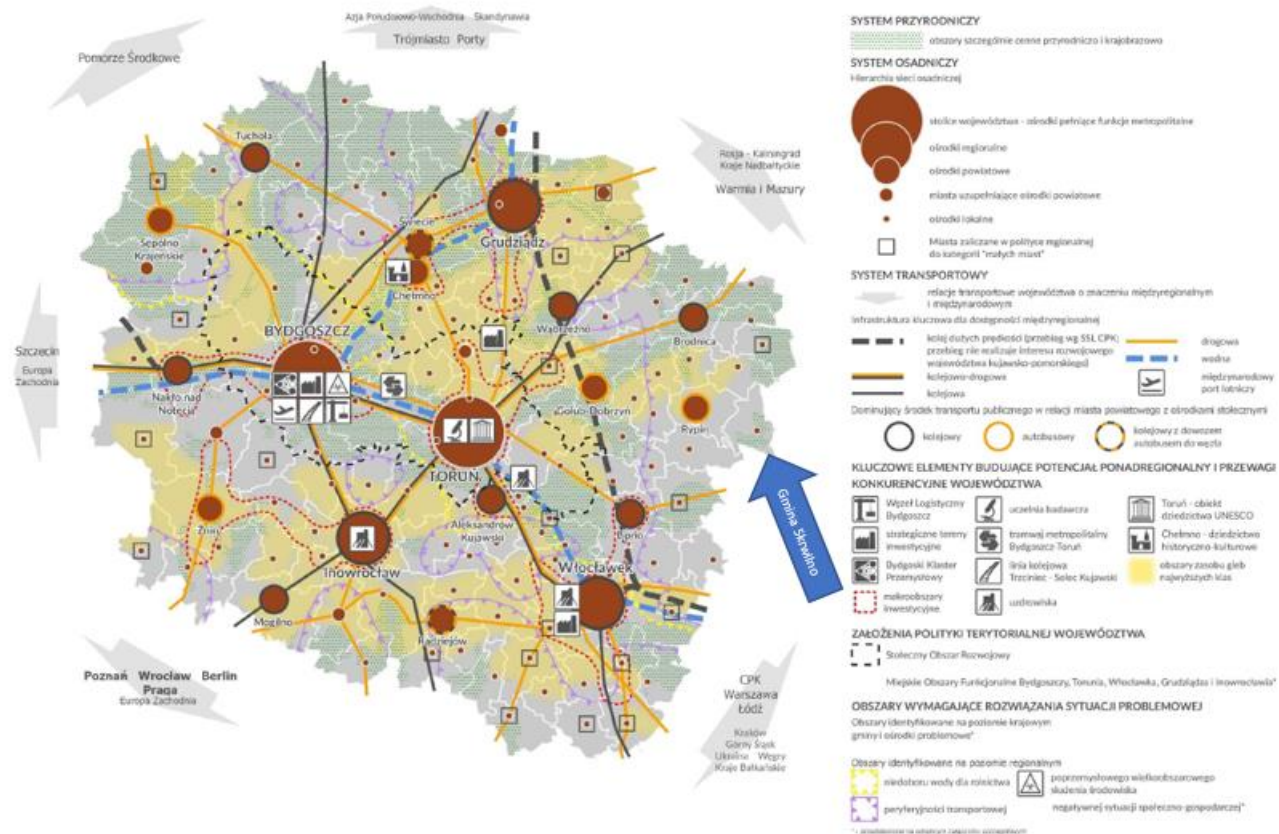 Azja Południowo-Wschodnia Skandynawia
Trójmiasto Porty
Pomorze Środkowe
Rosja - Kaliningrad
Kraje Nadbałtyckie
Warmia i Mazury
Szczecin
Europa
Zachodnia
Poznań Wrocław Berlin
Praga
Europa Zachodnia
CPK
Warszawa
Łódź
Kraków
Górny Śląsk
Ukraina Węgry
Kraje Bałkańskie
Gmina Skrwilno
Tuchola
Sępólno
Krajeńskie
Świecie
Grudziądz
Chełmno
BYDGOSZCZ
Wąbrzeźno
Brodnica
Nakło nad
Notecią
Golub-Dobrzyń
Rypin
TORUŃ
Żnin
Aleksandrów
Kujawski
Lipno
Inowrocław
Włocławek
Mogilno
Radziejów
SYSTEM PRZYRODNICZY
obszary szczególnie cenne przyrodniczo i krajobrazowo
SYSTEM OSADNICZY
Hierarchia sieci osadniczej
stolice województwa - ośrodki pełniące funkcje metropolitalne
ośrodki regionalne
ośrodki powiatowe
miasta uzupełniające ośrodki powiatowe
ośrodki lokalne
Miasta zaliczane w polityce regionalnej
do kategorii "małych miast"
SYSTEM TRANSPORTOWY
relacje transportowe województwa o znaczeniu międzyregionalnym
i międzynarodowym
Infrastruktura kluczowa dla dostępności międzyregionalnej
kolej dużych prędkości (przebieg wg SSL CPK;
przebieg nie realizuje interesu rozwojowego
województwa kujawsko-pomorskiego)
kolejowo-drogowa
kolejowa
drogowa
wodna
międzynarodowy
port lotniczy
Dominujący środek transportu publicznego w relacji miasta powiatowego z ośrodkami stołecznymi
kolejowy
autobusowy
kolejowy z dowozem
autobusem do węzła
KLUCZOWE ELEMENTY BUDUJĄCE POTENCJAŁ PONADREGIONALNY I PRZEWAGI
KONKURENCYJNE WOJEWÓDZTWA
Węzeł Logistyczny
Bydgoszcz
uczelnia badawcza
Toruń - obiekt
dziedzictwa UNESCO
strategiczne tereny
inwestycyjne
tramwaj metropolitalny
Bydgoszcz-Toruń
Chełmno - dziedzictwo
historyczno-kulturowe
Bydgoski Klaster
Przemysłowy
linia kolejowa
Trzciniec - Solec Kujawski
obszary zasobu gleb
najwyższych klas
makroobszary
inwestycyjne
uzdrowiska
ZAŁOŻENIA POLITYKI TERYTORIALNEJ WOJEWÓDZTWA
Stołeczny Obszar Rozwojowy
Miejskie Obszary Funkcjonalne Bydgoszczy, Torunia, Włocławka, Grudziądza i Inowrocławia*
OBSZARY WYMAGAJĄCE ROZWIĄZANIA SYTUACJI PROBLEMOWEJ
Obszary identyfikowane na poziomie krajowym
gminy i ośrodki problemowe*
Obszary identyfikowane na poziomie regionalnym
niedoboru wody dla rolnictwa
poprzemysłowego wielkoobszarowego
skażenia środowiska
peryferyjności transportowej
negatywnej sytuacji społeczno-gospodarczej*